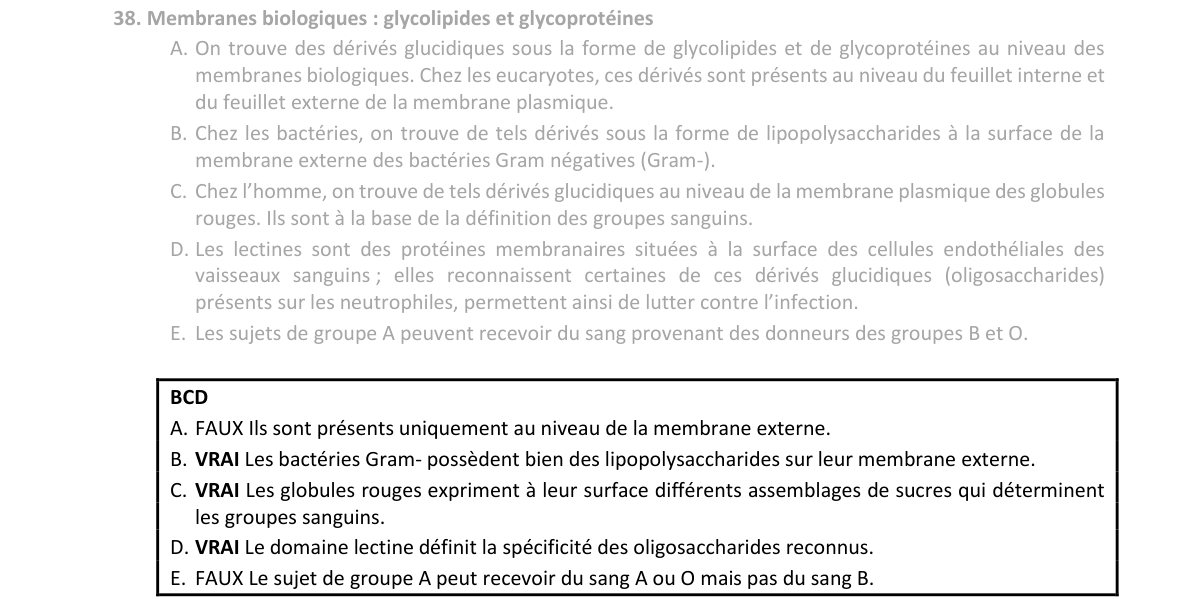 38. Membranes biologiques : glycolipides et glycoprotéines
A. On trouve des dérivés glucidiques sous la forme de glycolipides et de glycoprotéines au niveau des
membranes biologiques. Chez les eucaryotes, ces dérivés sont présents au niveau du feuillet interne et
du feuillet externe de la membrane plasmique.
B. Chez les bactéries, on trouve de tels dérivés sous la forme de lipopolysaccharides à la surface de la
membrane externe des bactéries Gram négatives (Gram-).
C. Chez l’homme, on trouve de tels dérivés glucidiques au niveau de la membrane plasmique des globules
rouges. Ils sont à la base de la définition des groupes sanguins.
D. Les lectines sont des protéines membranaires situées à la surface des cellules endothéliales des
vaisseaux sanguins ; elles reconnaissent certaines de ces dérivés glucidiques (oligosaccharides)
présents sur les neutrophiles, permettent ainsi de lutter contre l’infection.
E. Les sujets de groupe A peuvent recevoir du sang provenant des donneurs des groupes B et O.
BCD
A. FAUX Ils sont présents uniquement au niveau de la membrane externe.
B. VRAI Les bactéries Gram- possèdent bien des lipopolysaccharides sur leur membrane externe.
C. VRAI Les globules rouges expriment à leur surface différents assemblages de sucres qui déterminent
les groupes sanguins.
D. VRAI Le domaine lectine définit la spécificité des oligosaccharides reconnus.
E. FAUX Le sujet de groupe A peut recevoir du sang A ou O mais pas du sang B.